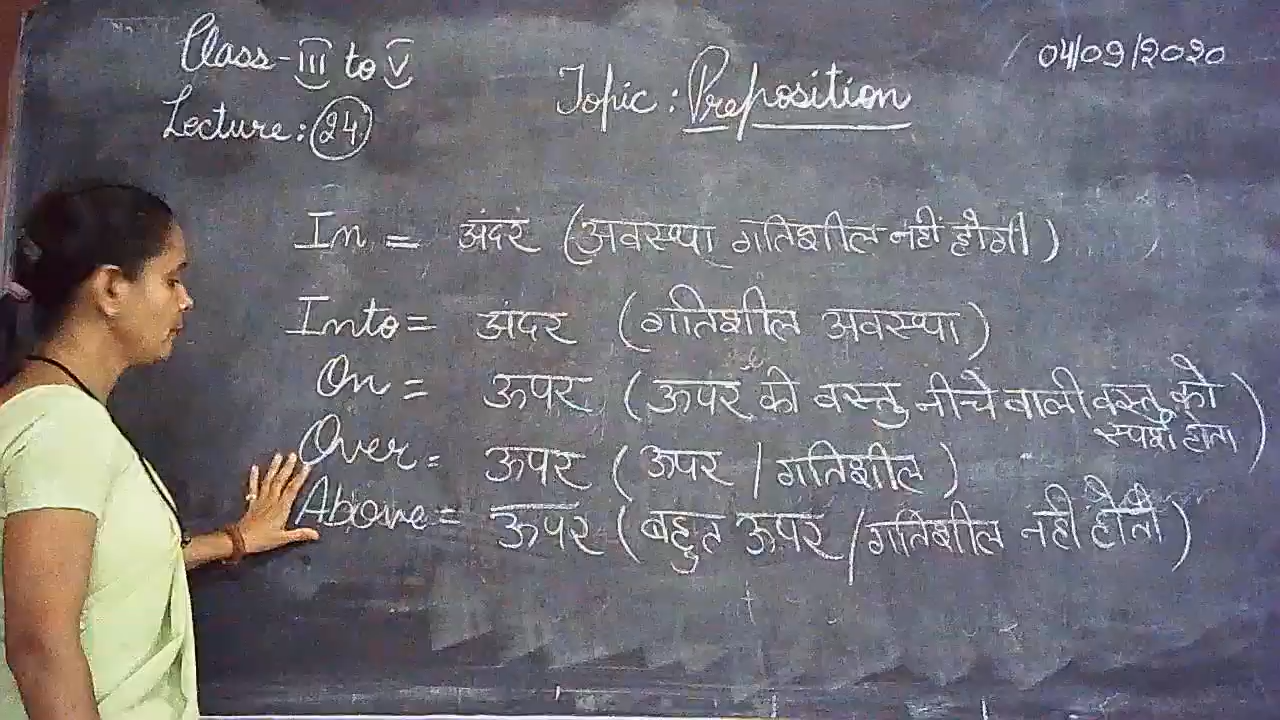 Class-III to V
Lecture: 24
Topic: Preposition
04/09/2020
In = अंदर (अवस्था गतिशील नहीं होगी)
Into = अंदर (गतिशील अवस्था)
On = ऊपर (ऊपर की वस्तु नीचे वाली वस्तु को
स्पर्श होता)
Over = ऊपर (ऊपर / गतिशील)
Above = ऊपर (बहुत ऊपर / गतिशील नहीं होती)